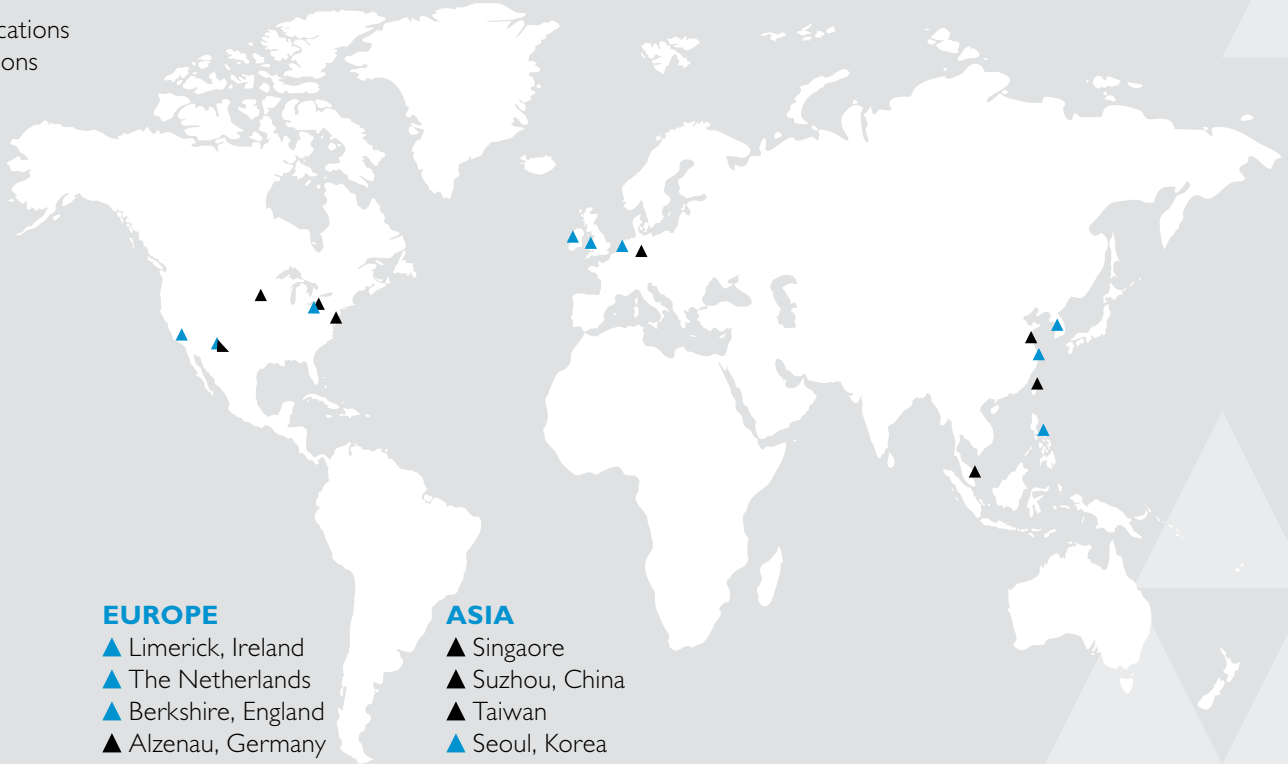 cations
ons
EUROPE
Limerick, Ireland
The Netherlands
Berkshire, England
Alzenau, Germany
ASIA
Singaore
Suzhou, China
Taiwan
Seoul, Korea